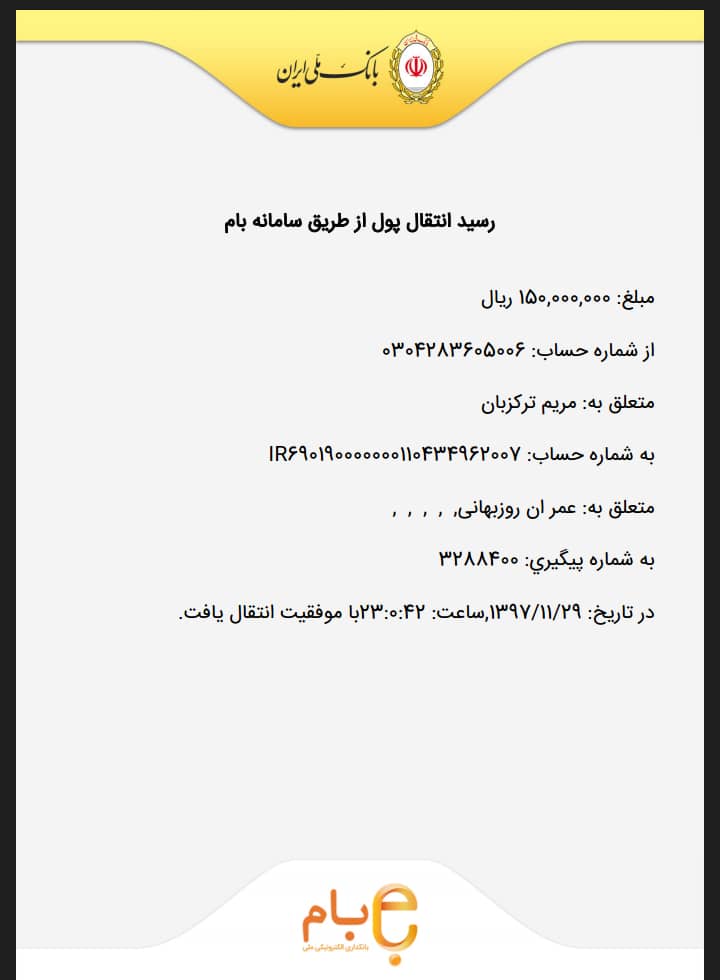 بانک ملی ایران
رسید انتقال پول از طریق سامانه بام
مبلغ: ۱۵۰,۰۰۰,۰۰۰ ریال
از شماره حساب: ۰۳۰۴۲۸۳۶۰۵۰۰۶
متعلق به: مریم ترکزبان
به شماره حساب: IR۶۹۰۱۹۰۰۰۰۰۰۰۱۱۰۴۳۴۹۶۲۰۰۷
متعلق به: عمر ان روزبهانی, , , , ,
به شماره پیگیري: ۳۲۸۸۴۰۰
در تاریخ: ۱۳۹۷/۱۱/۲۹,ساعت: ۲۳:۰:۴۲با موفقیت انتقال یافت.
بام
بانکداری الکترونیکی ملی